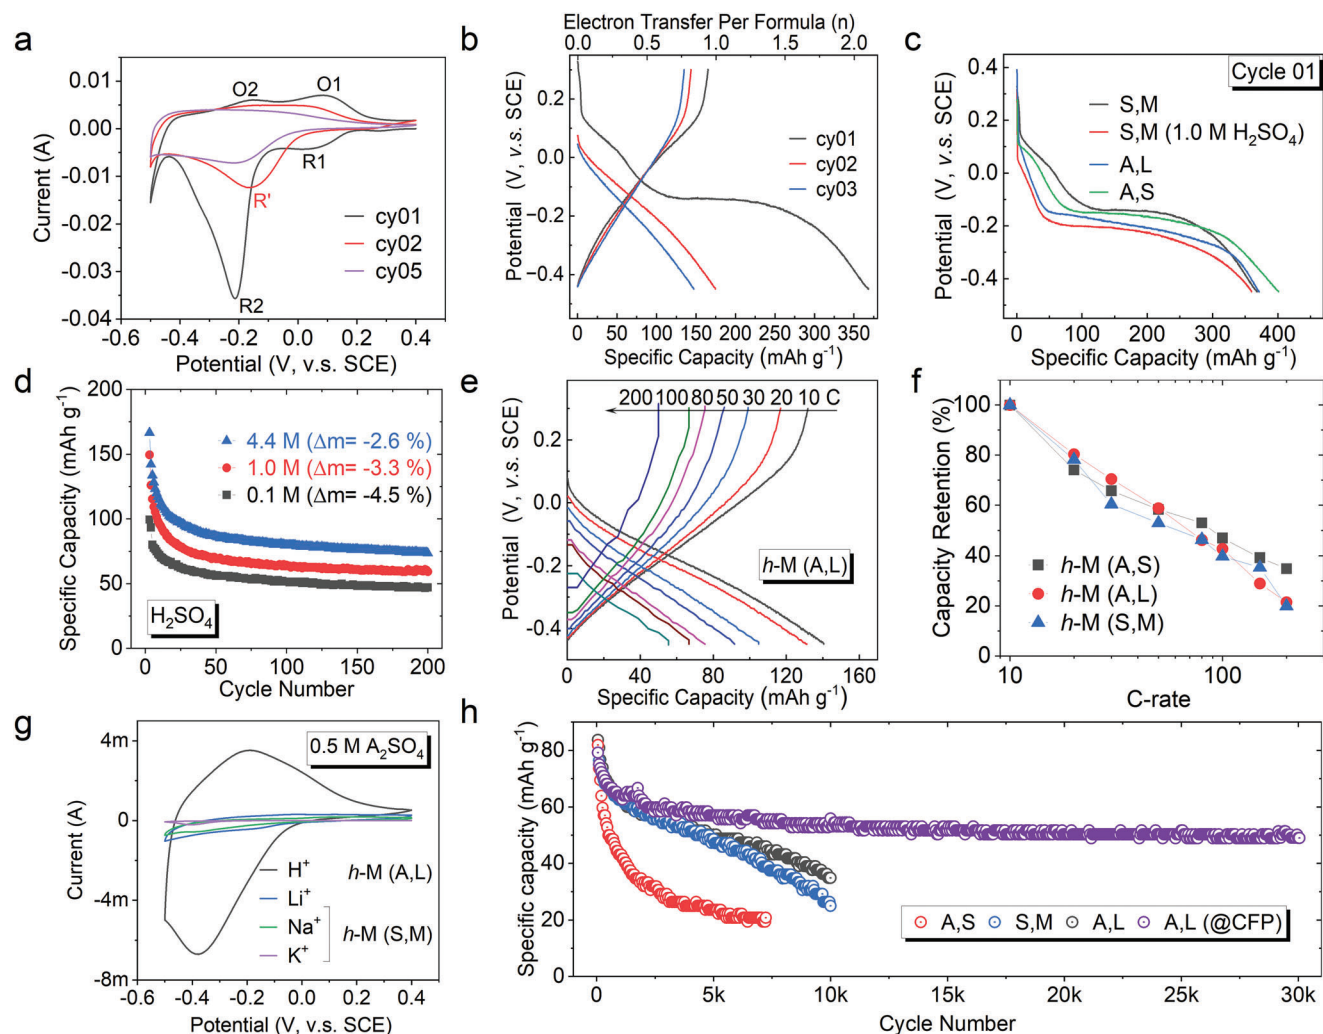 a
0.01
0.00
-0.01
-0.02
-0.03
-0.04
Current (A)
O2
O1
R1
R'
R2
cy01
cy02
cy05
-0.6
-0.4
-0.2
0.0
0.2
0.4
Potential (V, v.s. SCE)
b
Electron Transfer Per Formula (n)
0.0
0.5
1.0
1.5
2.0
0.2
0.0
-0.2
-0.4
Potential (V, v.s. SCE)
cy01
cy02
cy03
0
50
100
150
200
250
300
350
Specific Capacity (mAh g⁻¹)
c
Cycle 01
0.4
0.2
0.0
-0.2
-0.4
Potential (V, v.s. SCE)
S,M
S,M (1.0 M H₂SO₄)
A,L
A,S
0
100
200
300
400
Specific Capacity (mAh g⁻¹)
d
200
150
100
50
0
Specific Capacity (mAh g⁻¹)
4.4 M (Δm= -2.6 %)
1.0 M (Δm= -3.3 %)
0.1 M (Δm= -4.5 %)
H₂SO₄
0
50
100
150
200
Cycle Number
e
200 100 80 50 30 20 10 C
0.2
0.0
-0.2
-0.4
Potential (V, v.s. SCE)
h-M (A,L)
0
40
80
120
160
Specific Capacity (mAh g⁻¹)
f
100
80
60
40
20
0
Capacity Retention (%)
h-M (A,S)
h-M (A,L)
h-M (S,M)
10
100
C-rate
g
0.5 M A₂SO₄
4m
0
-4m
-8m
Current (A)
H⁺
h-M (A,L)
Li⁺
Na⁺
h-M (S,M)
K⁺
-0.6
-0.4
-0.2
0.0
0.2
0.4
Potential (V, v.s. SCE)
h
80
60
40
20
0
Specific capacity (mAh g⁻¹)
A,S
S,M
A,L
A,L (@CFP)
0
5k
10k
15k
20k
25k
30k
Cycle Number